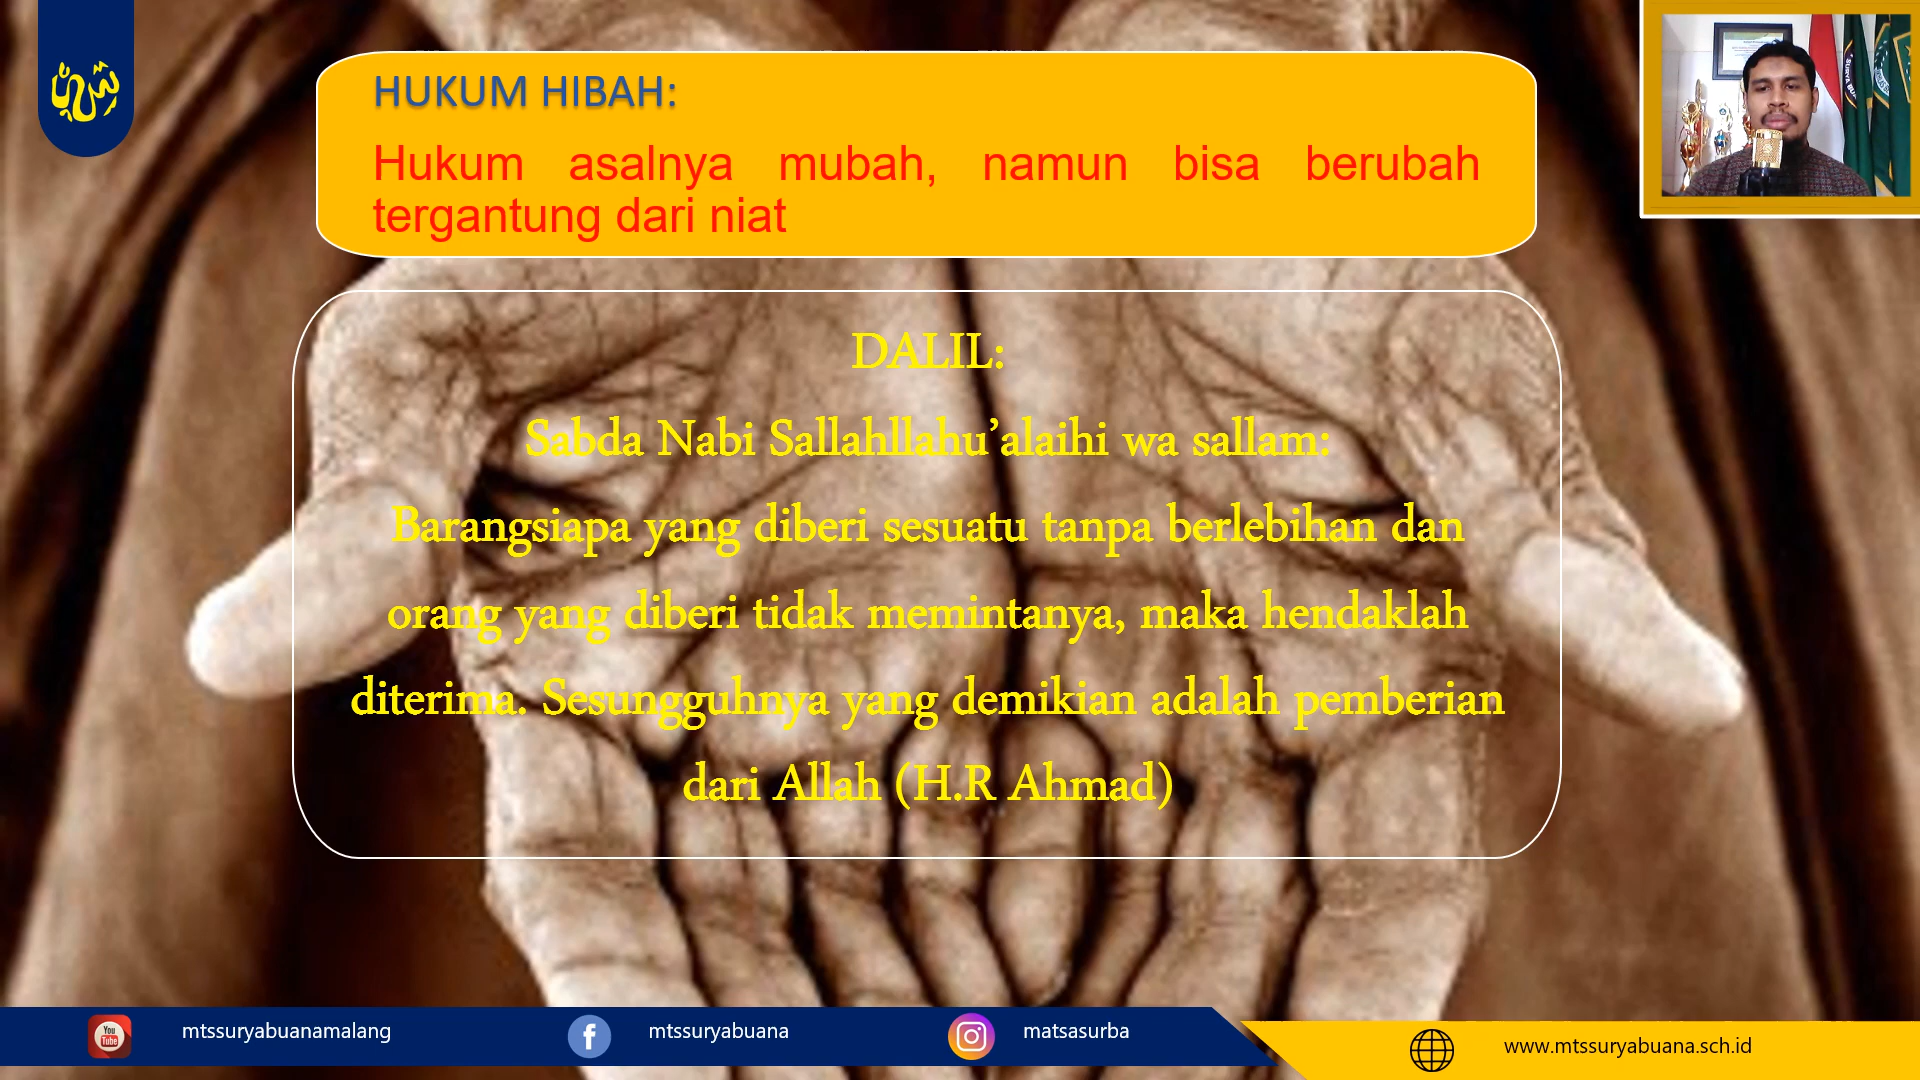 HUKUM HIBAH:
Hukum asalnya mubah, namun bisa berubah
tergantung dari niat
DALIL:
Sabda Nabi Sallahllahu’alaihi wa sallam:
Barangsiapa yang diberi sesuatu tanpa berlebihan dan
orang yang diberi tidak memintanya, maka hendaklah
diterima. Sesungguhnya yang demikian adalah pemberian
dari Allah (H.R Ahmad)
You
Tube
mtssuryabuanamalang
mtssuryabuana
matsasurba
www.mtssuryabuana.sch.id